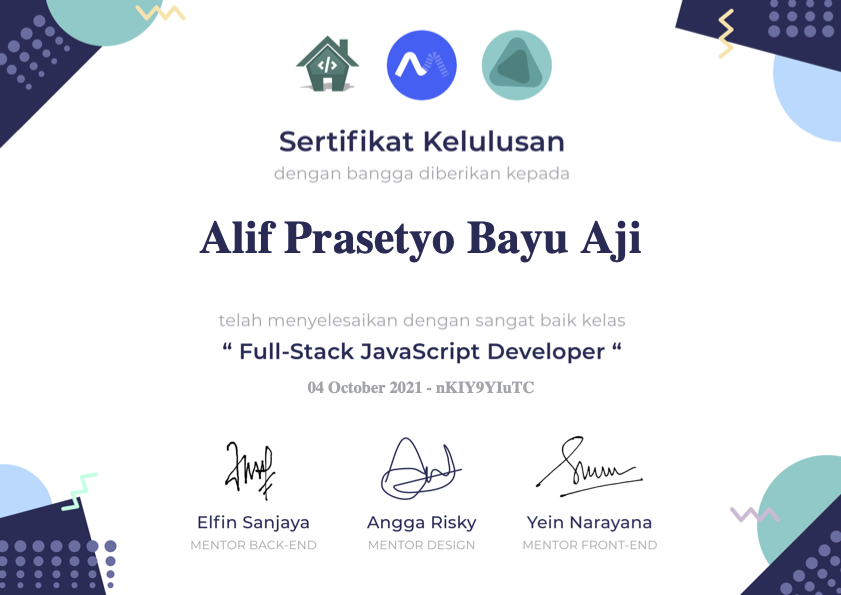 </>
Sertifikat Kelulusan
dengan bangga diberikan kepada
Alif Prasetyo Bayu Aji
telah menyelesaikan dengan sangat baik kelas
“ Full-Stack JavaScript Developer “
04 October 2021 - nKIY9YIuTC
Elfin Sanjaya Angga Risky Yein Narayana
MENTOR BACK-END MENTOR DESIGN MENTOR FRONT-END